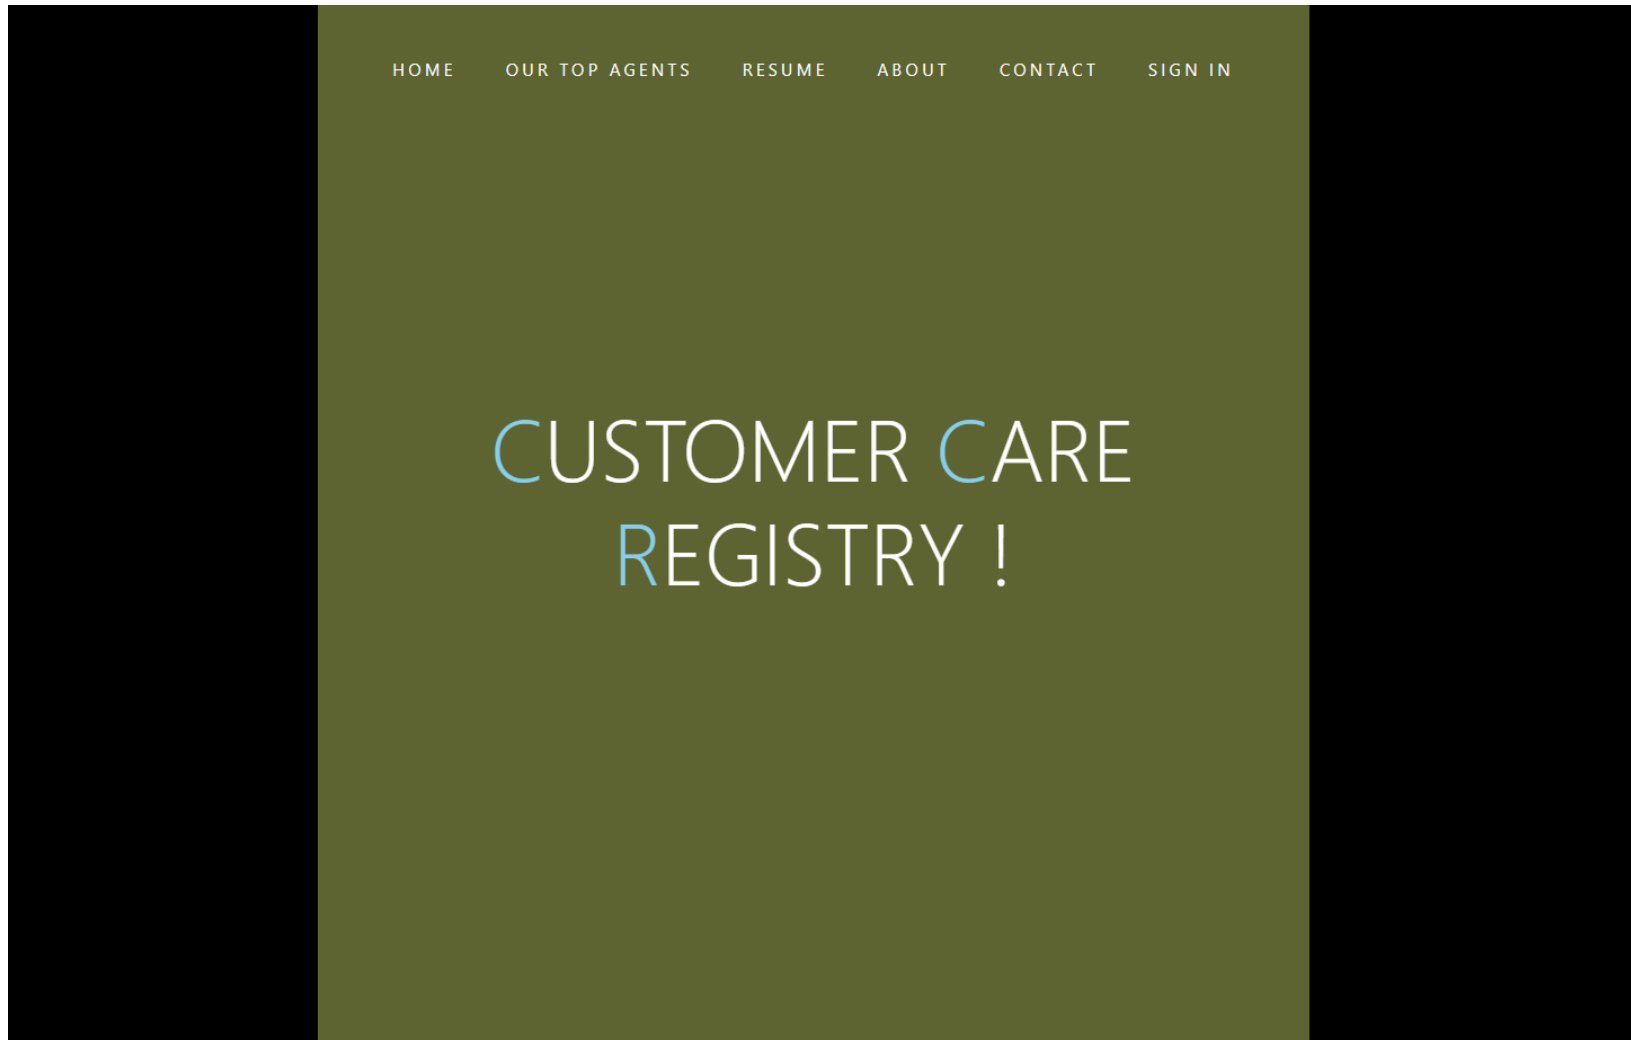 HOME OUR TOP AGENTS RESUME ABOUT CONTACT SIGN IN
CUSTOMER CARE
REGISTRY !